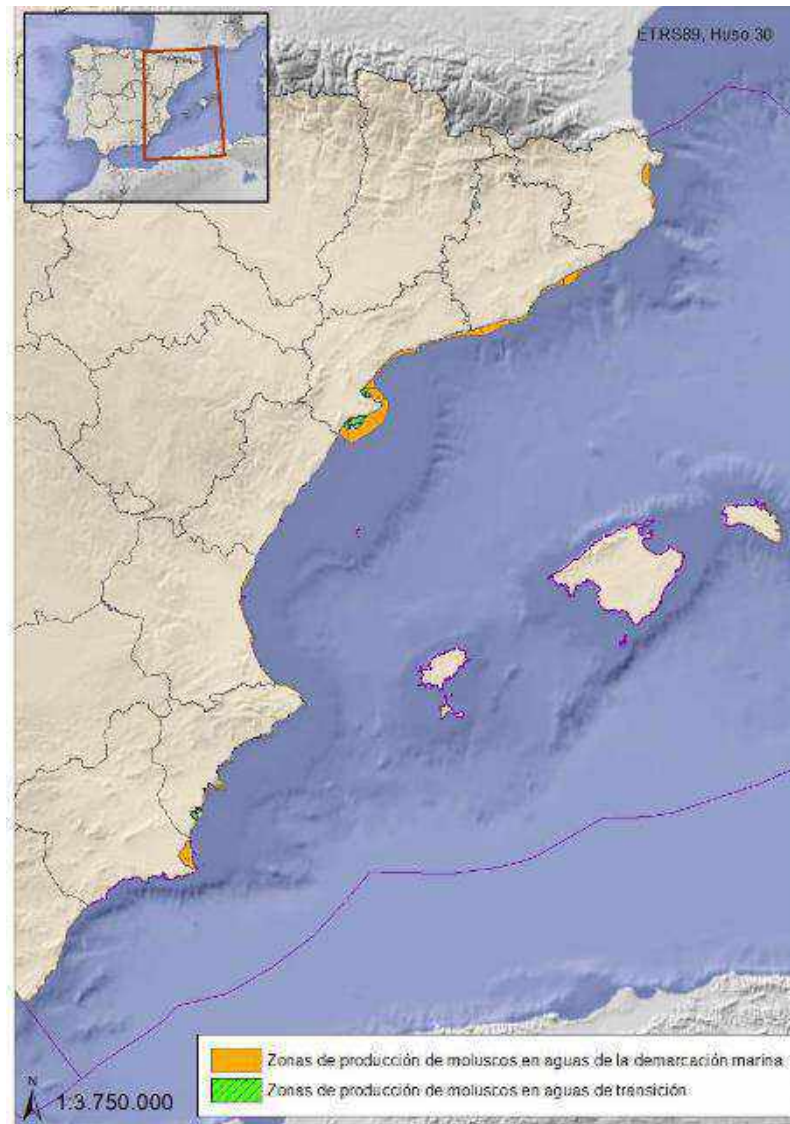 ETRS89, Huso 30
Zonas de producción de moluscos en aguas de la demarcación marina
Zonas de producción de moluscos en aguas de transición
N
1:3.750.000